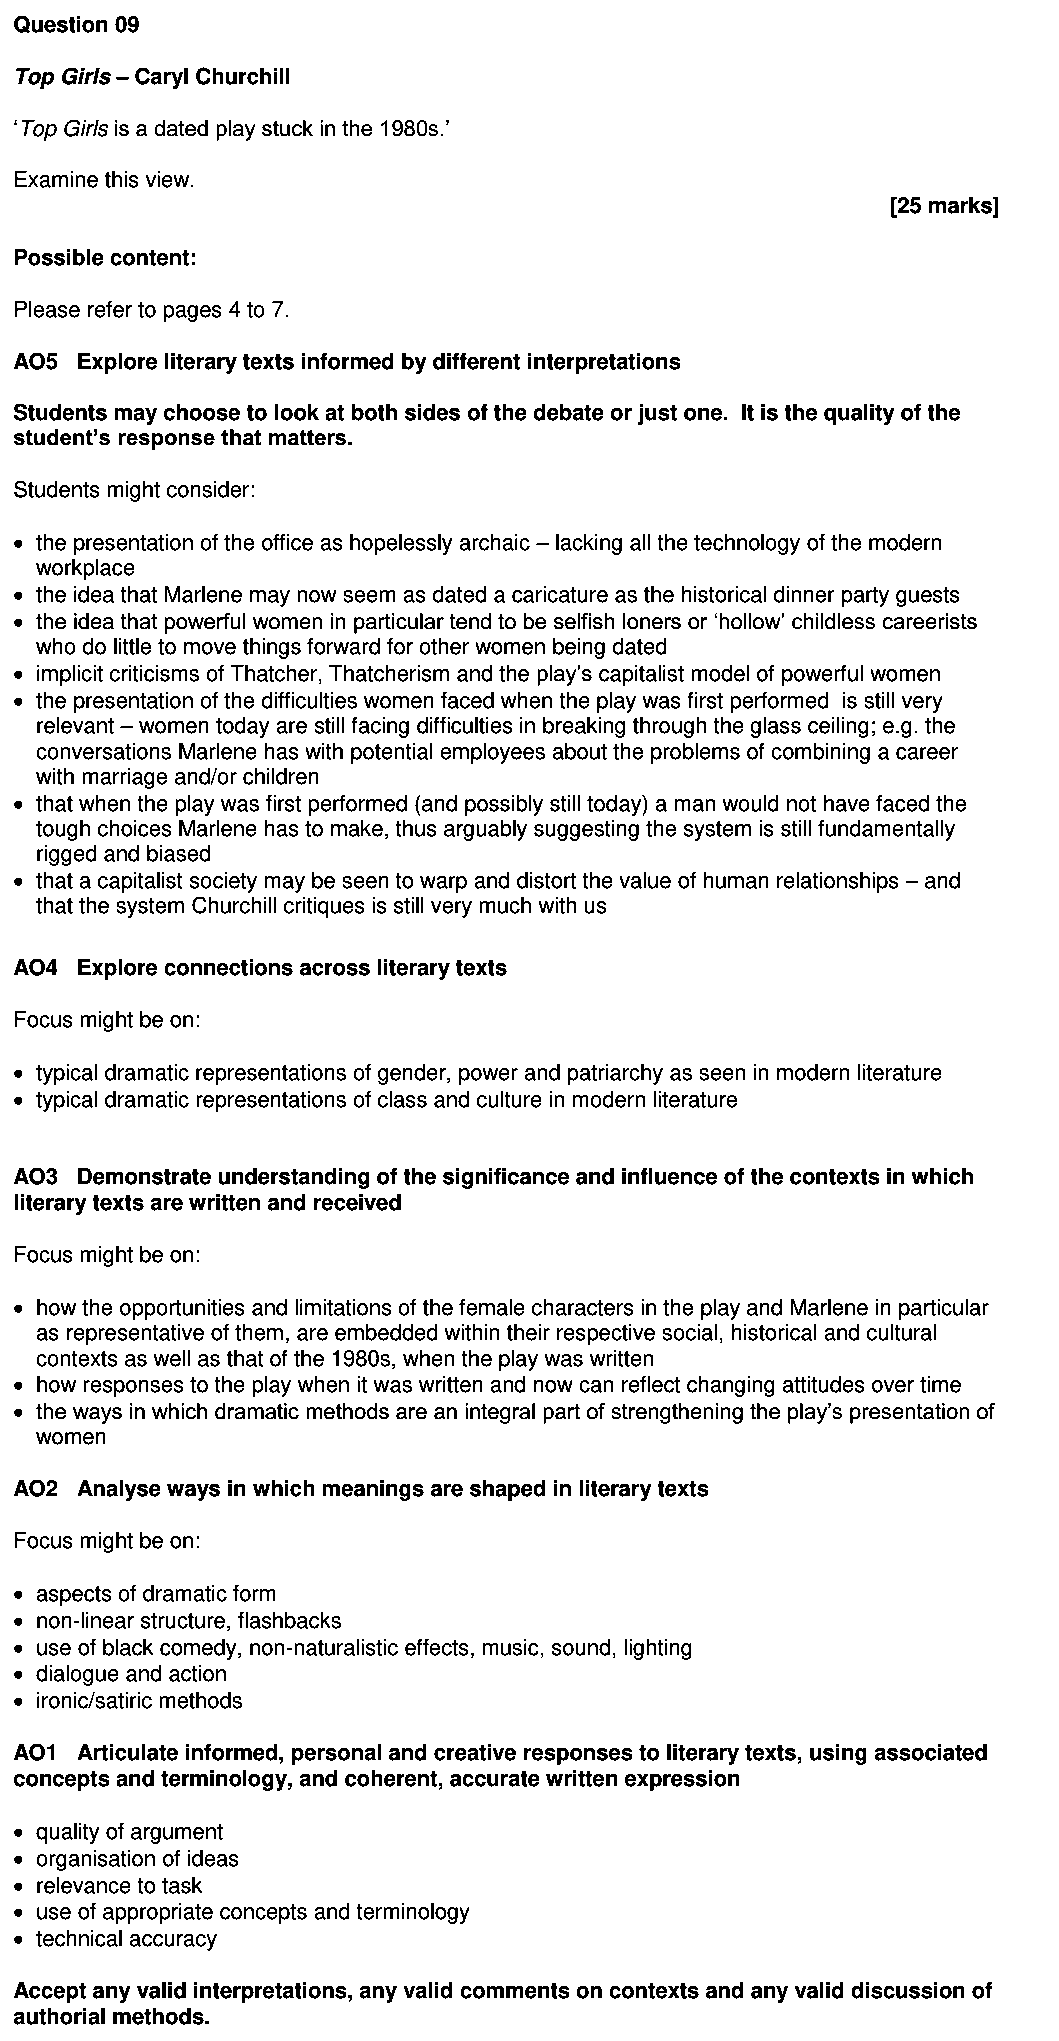 Question 09
Top Girls – Caryl Churchill
‘Top Girls is a dated play stuck in the 1980s.’
Examine this view.
[25 marks]
Possible content:
Please refer to pages 4 to 7.
AO5 Explore literary texts informed by different interpretations
Students may choose to look at both sides of the debate or just one. It is the quality of the
student’s response that matters.
Students might consider:
• the presentation of the office as hopelessly archaic – lacking all the technology of the modern
workplace
• the idea that Marlene may now seem as dated a caricature as the historical dinner party guests
• the idea that powerful women in particular tend to be selfish loners or ‘hollow’ childless careerists
who do little to move things forward for other women being dated
• implicit criticisms of Thatcher, Thatcherism and the play’s capitalist model of powerful women
• the presentation of the difficulties women faced when the play was first performed is still very
relevant – women today are still facing difficulties in breaking through the glass ceiling; e.g. the
conversations Marlene has with potential employees about the problems of combining a career
with marriage and/or children
• that when the play was first performed (and possibly still today) a man would not have faced the
tough choices Marlene has to make, thus arguably suggesting the system is still fundamentally
rigged and biased
• that a capitalist society may be seen to warp and distort the value of human relationships – and
that the system Churchill critiques is still very much with us
AO4 Explore connections across literary texts
Focus might be on:
• typical dramatic representations of gender, power and patriarchy as seen in modern literature
• typical dramatic representations of class and culture in modern literature
AO3 Demonstrate understanding of the significance and influence of the contexts in which
literary texts are written and received
Focus might be on:
• how the opportunities and limitations of the female characters in the play and Marlene in particular
as representative of them, are embedded within their respective social, historical and cultural
contexts as well as that of the 1980s, when the play was written
• how responses to the play when it was written and now can reflect changing attitudes over time
• the ways in which dramatic methods are an integral part of strengthening the play’s presentation of
women
AO2 Analyse ways in which meanings are shaped in literary texts
Focus might be on:
• aspects of dramatic form
• non-linear structure, flashbacks
• use of black comedy, non-naturalistic effects, music, sound, lighting
• dialogue and action
• ironic/satiric methods
AO1 Articulate informed, personal and creative responses to literary texts, using associated
concepts and terminology, and coherent, accurate written expression
• quality of argument
• organisation of ideas
• relevance to task
• use of appropriate concepts and terminology
• technical accuracy
Accept any valid interpretations, any valid comments on contexts and any valid discussion of
authorial methods.